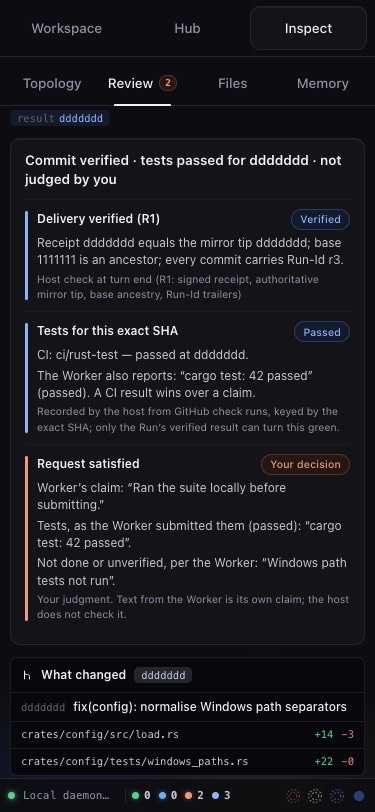 Workspace Hub Inspect
Topology Review 2 Files Memory
result ddddddd
Commit verified · tests passed for ddddddd · not
judged by you
Delivery verified (R1) Verified
Receipt ddddddd equals the mirror tip ddddddd; base
1111111 is an ancestor; every commit carries Run-Id r3.
Host check at turn end (R1: signed receipt, authoritative
mirror tip, base ancestry, Run-Id trailers)
Tests for this exact SHA Passed
CI: ci/rust-test — passed at ddddddd.
The Worker also reports: “cargo test: 42 passed”
(passed). A CI result wins over a claim.
Recorded by the host from GitHub check runs, keyed by the
exact SHA; only the Run's verified result can turn this green.
Request satisfied Your decision
Worker's claim: “Ran the suite locally before
submitting.”
Tests, as the Worker submitted them (passed): “cargo
test: 42 passed”.
Not done or unverified, per the Worker: “Windows path
tests not run”.
Your judgment. Text from the Worker is its own claim; the host
does not check it.
What changed ddddddd
ddddddd fix(config): normalise Windows path separators
crates/config/src/load.rs +14 −3
crates/config/tests/windows_paths.rs +22 −0
Local daemon… 0 0 2 3